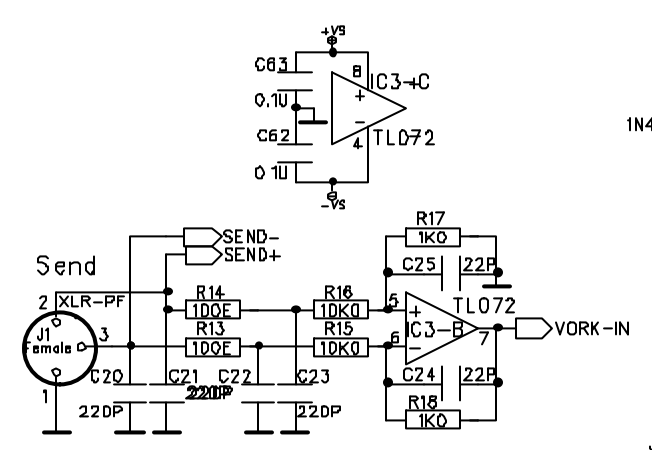 +VS
C63
8
IC3-+C
+
0.1U
1N4
-
C62
4
TL072
0.1U
-VS
R17
SEND-
1K0
SEND+
Send
C25
22P
R14
R16
2
XLR-PF
5
TL072
100E
10K0
+
J1
3
R13
R15
IC3-B
VORK-IN
Female
100E
10K0
6
-
7
C20
C21
C22
C23
C24
22P
1
220P
220P
220P
R18
1K0